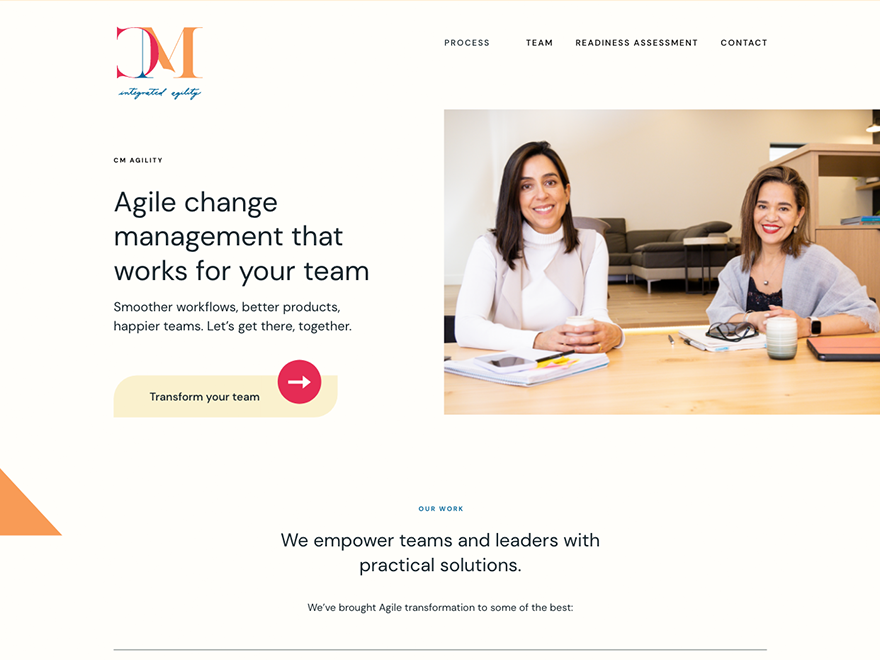 CM
integrated agility
PROCESS TEAM READINESS ASSESSMENT CONTACT
CM AGILITY
Agile change
management that
works for your team
Smoother workflows, better products,
happier teams. Let’s get there, together.
Transform your team
OUR WORK
We empower teams and leaders with
practical solutions.
We’ve brought Agile transformation to some of the best: